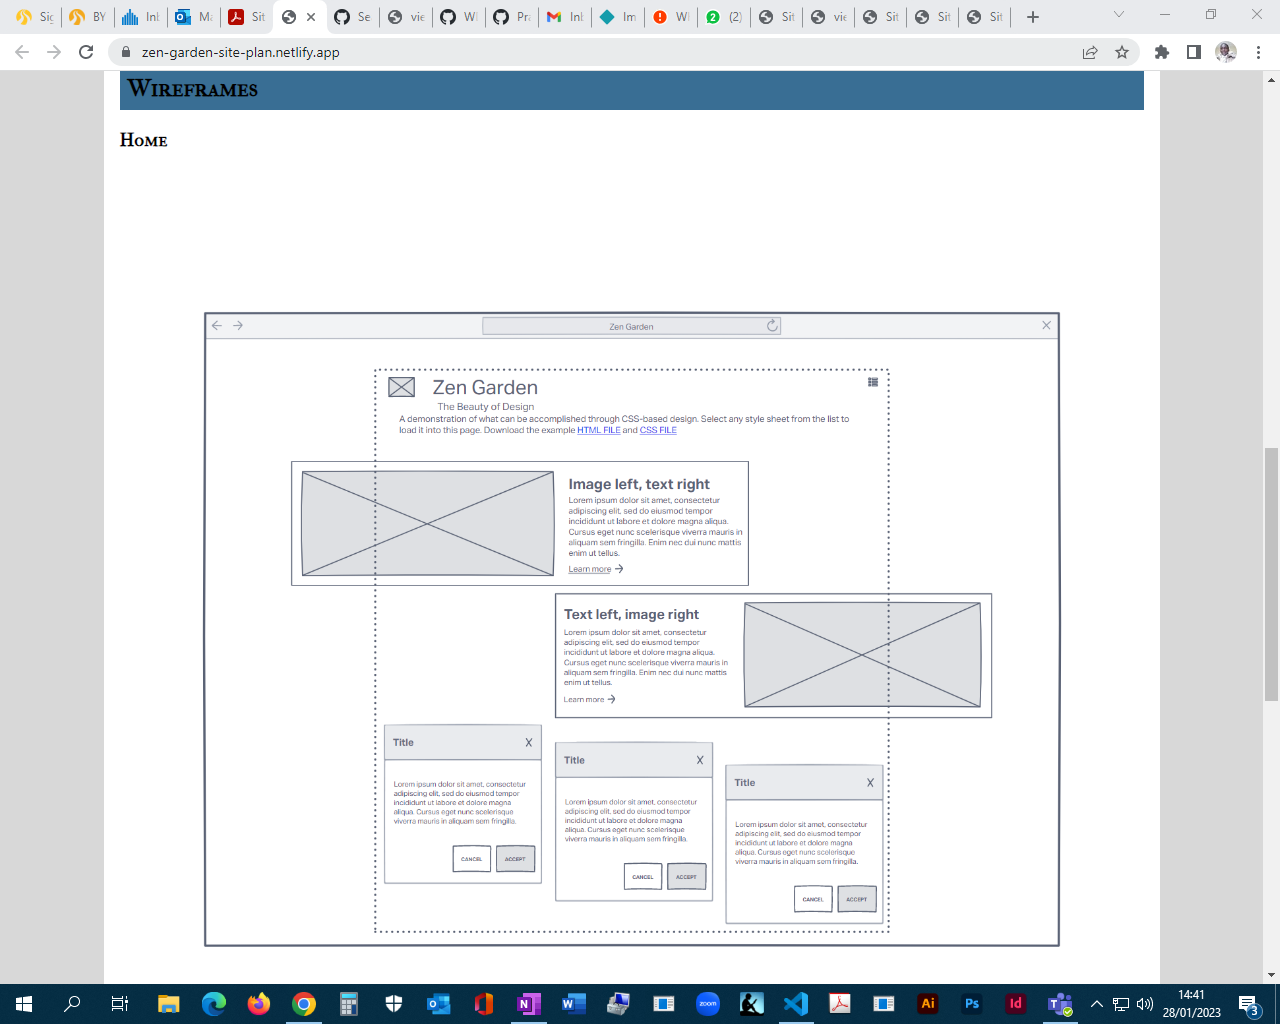 Sig
BY
Inb
Ma
Sit
Se
vie
Wl
Pra
Inb
Im
Wl
(2)
Sit
vie
Sit
Sit
Sit
zen-garden-site-plan.netlify.app
Wireframes
Home
Zen Garden
Zen Garden
The Beauty of Design
A demonstration of what can be accomplished through CSS-based design. Select any style sheet from the list to
load it into this page. Download the example HTML FILE and CSS FILE
Image left, text right
Lorem ipsum dolor sit amet, consectetur
adipiscing elit, sed do eiusmod tempor
incididunt ut labore et dolore magna aliqua.
Cursus eget nunc scelerisque viverra mauris in
aliquam sem fringilla. Enim nec dui nunc mattis
enim ut tellus.
Learn more
Text left, image right
Lorem ipsum dolor sit amet, consectetur
adipiscing elit, sed do eiusmod tempor
incididunt ut labore et dolore magna aliqua.
Cursus eget nunc scelerisque viverra mauris in
aliquam sem fringilla. Enim nec dui nunc mattis
enim ut tellus.
Learn more
Title X
Lorem ipsum dolor sit amet, consectetur
adipiscing elit, sed do eiusmod tempor
incididunt ut labore et dolore magna
aliqua. Cursus eget nunc scelerisque
viverra mauris in aliquam sem fringilla.
CANCEL ACCEPT
Title X
Lorem ipsum dolor sit amet, consectetur
adipiscing elit, sed do eiusmod tempor
incididunt ut labore et dolore magna
aliqua. Cursus eget nunc scelerisque
viverra mauris in aliquam sem fringilla.
CANCEL ACCEPT
Title X
Lorem ipsum dolor sit amet, consectetur
adipiscing elit, sed do eiusmod tempor
incididunt ut labore et dolore magna
aliqua. Cursus eget nunc scelerisque
viverra mauris in aliquam sem fringilla.
CANCEL ACCEPT
zoom
Ai
Ps
Id
14:41
28/01/2023
3